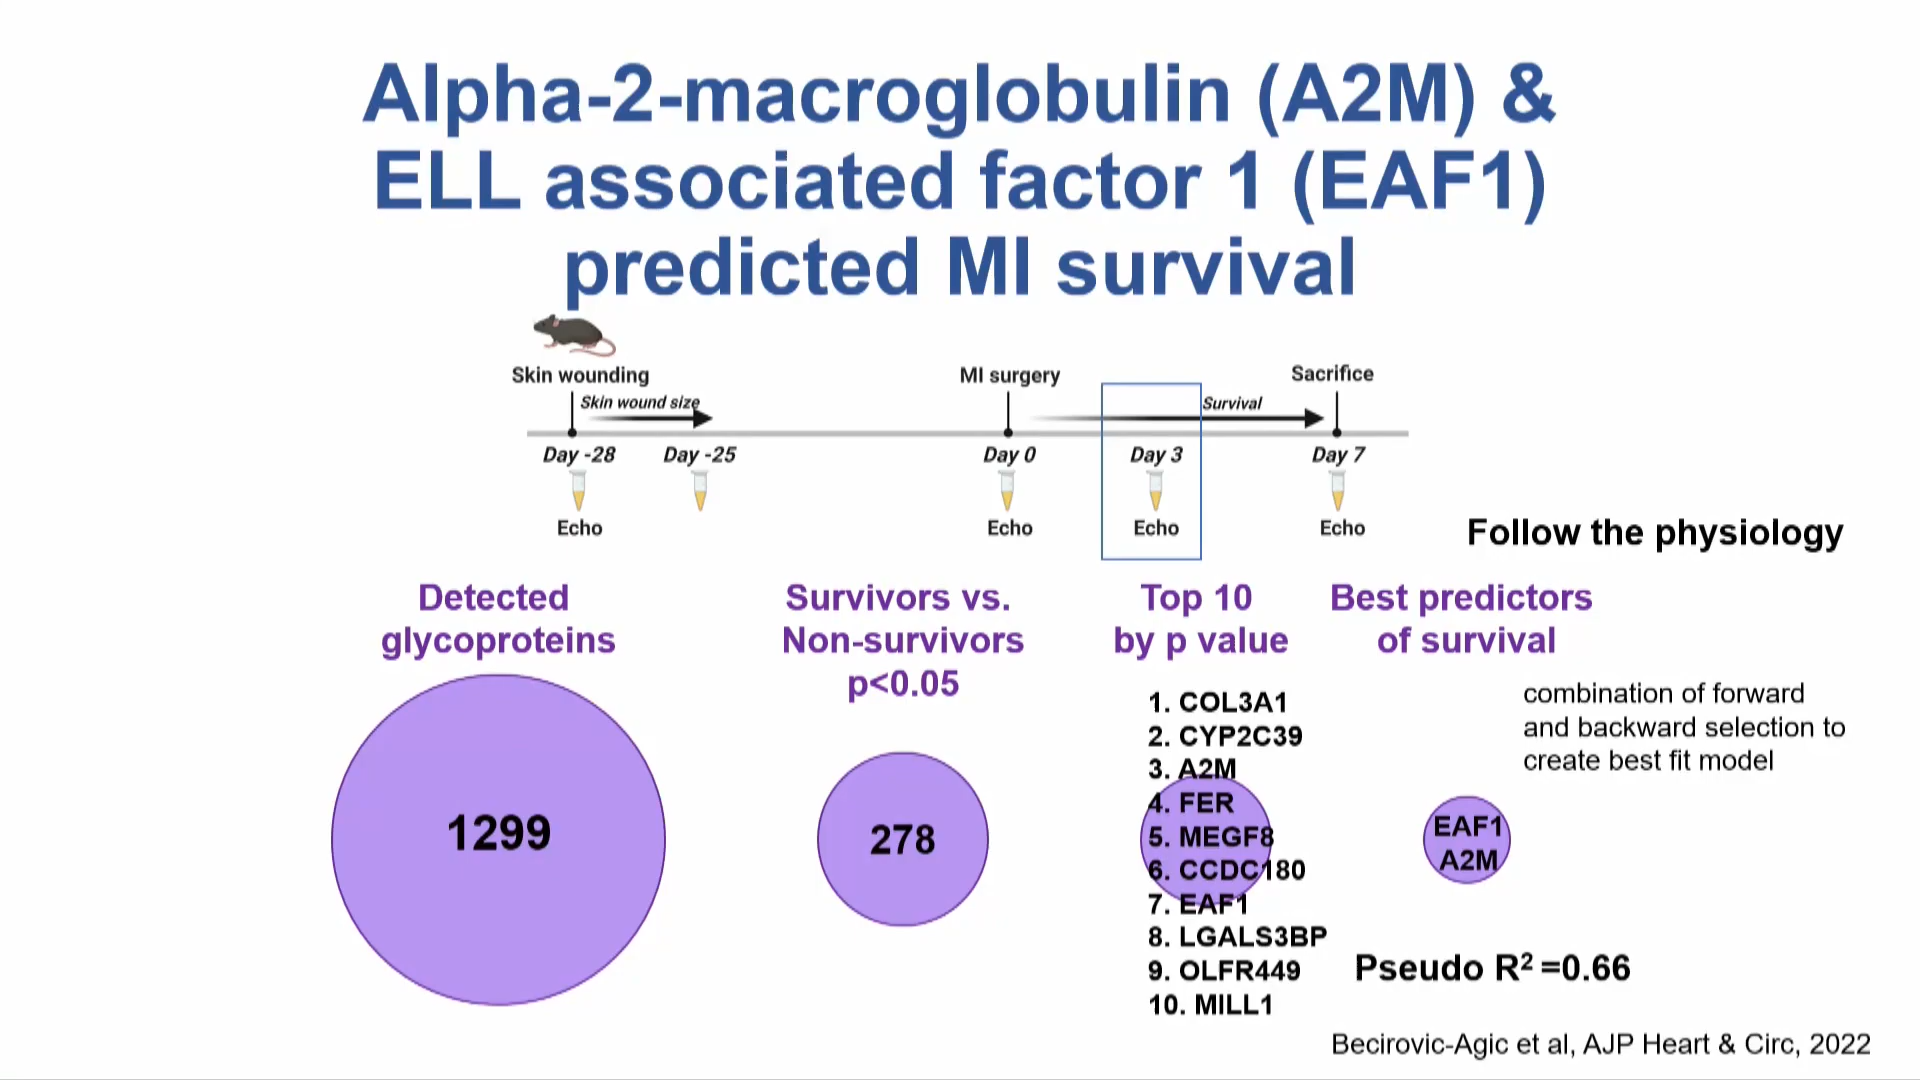 Alpha-2-macroglobulin (A2M) &
ELL associated factor 1 (EAF1)
predicted MI survival
Skin wounding
MI surgery
Sacrifice
Skin wound size
Survival
Day -28
Day -25
Day 0
Day 3
Day 7
Echo
Echo
Echo
Echo
Follow the physiology
Detected
glycoproteins
1299
Survivors vs.
Non-survivors
p<0.05
278
Top 10
by p value
1. COL3A1
2. CYP2C39
3. A2M
4. FER
5. MEGF8
6. CCDC180
7. EAF1
8. LGALS3BP
9. OLFR449
10. MILL1
Best predictors
of survival
combination of forward
and backward selection to
create best fit model
EAF1
A2M
Pseudo R² =0.66
Becirovic-Agic et al, AJP Heart & Circ, 2022